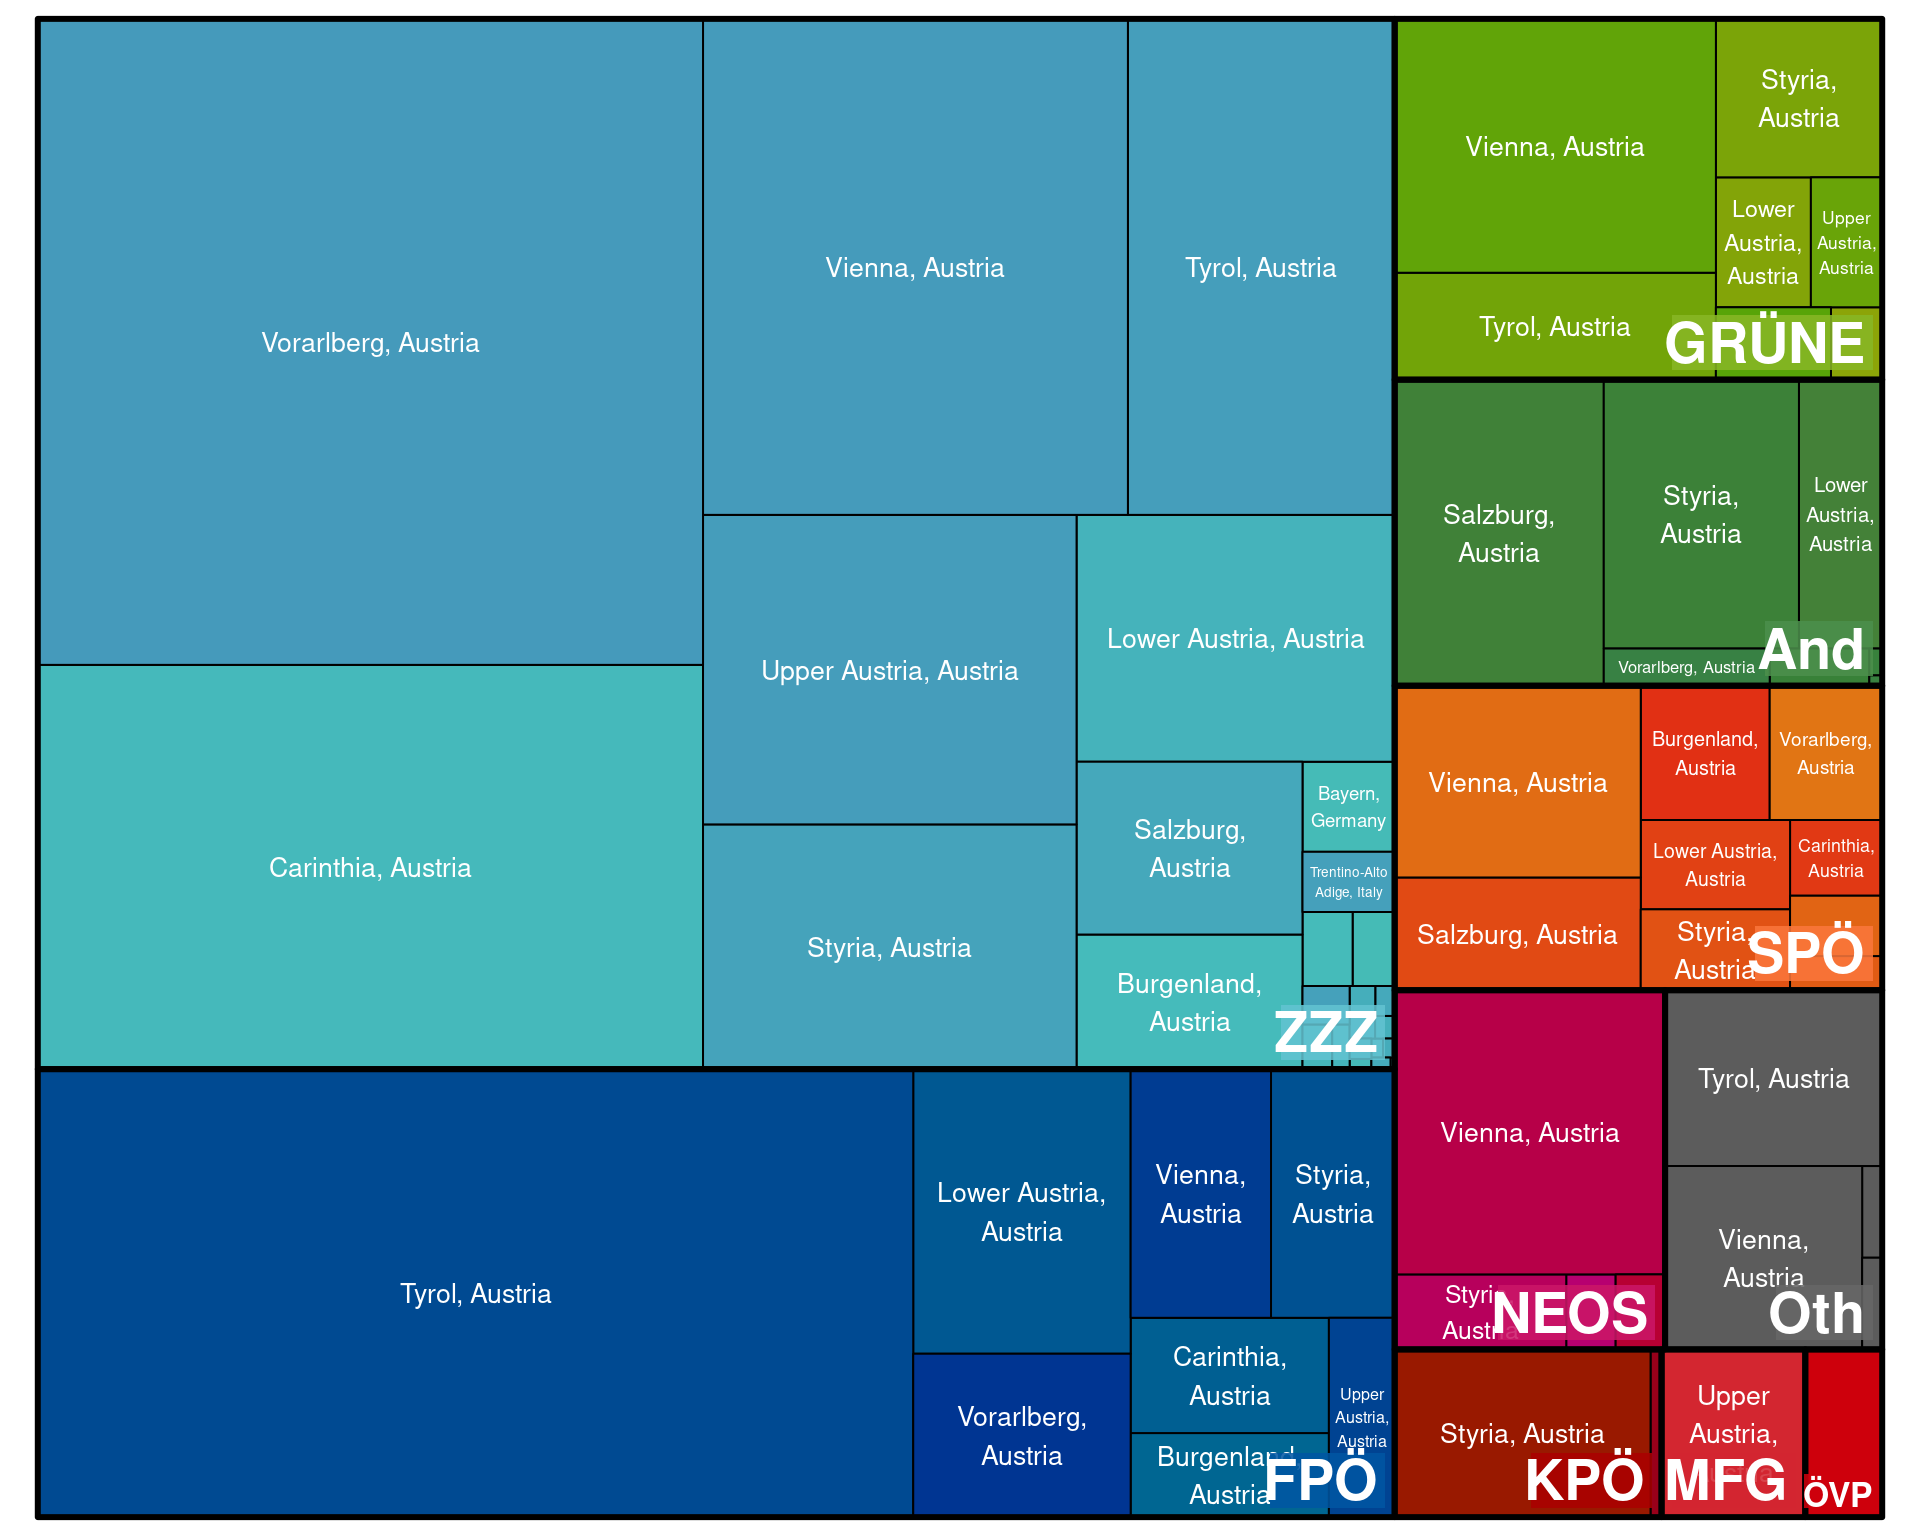 Vorarlberg, Austria
Carinthia, Austria
Vienna, Austria
Tyrol, Austria
Upper Austria, Austria
Styria, Austria
Lower Austria, Austria
Salzburg,
Austria
Burgenland,
Austria
Bayern,
Germany
Trentino-Alto
Adige, Italy
ZZZ
Tyrol, Austria
Lower Austria,
Austria
Vorarlberg,
Austria
Vienna,
Austria
Styria,
Austria
Carinthia,
Austria
Burgenland
Austria
Upper
Austria,
Austria
FPÖ
Vienna, Austria
Tyrol, Austria
Styria,
Austria
Lower
Austria,
Austria
Upper
Austria,
Austria
GRÜNE
Salzburg,
Austria
Styria,
Austria
Lower
Austria,
Austria
Vorarlberg, Austria
And
Vienna, Austria
Salzburg, Austria
Burgenland,
Austria
Vorarlberg,
Austria
Lower Austria,
Austria
Carinthia,
Austria
Styria,
Austria
SPÖ
Vienna, Austria
Styria
Austria
NEOS
Tyrol, Austria
Vienna,
Austria
Oth
Styria, Austria
KPÖ
Upper
Austria,
MFG
ÖVP